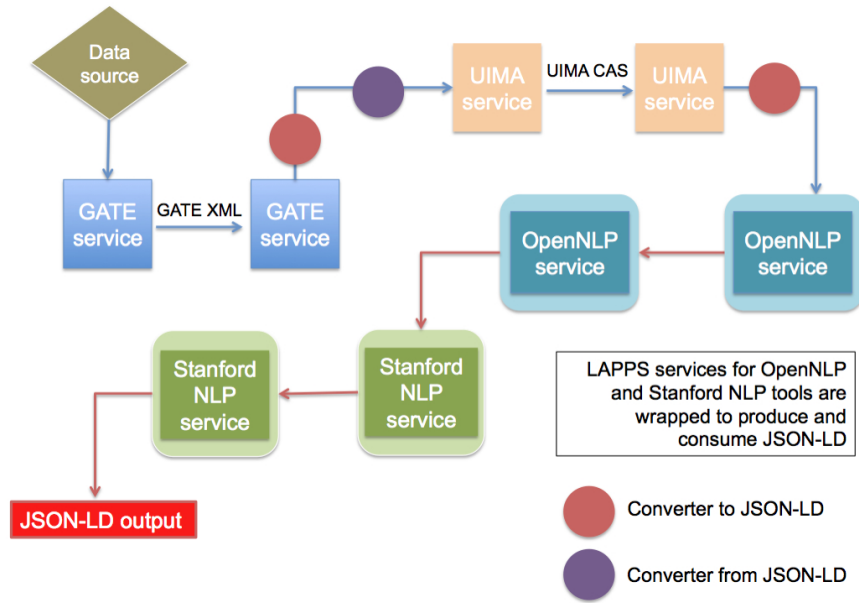 Data
source
GATE
service
GATE XML
GATE
service
UIMA
service
UIMA CAS
UIMA
service
OpenNLP
service
OpenNLP
service
Stanford
NLP
service
Stanford
NLP
service
JSON-LD output
LAPPS services for OpenNLP
and Stanford NLP tools are
wrapped to produce and
consume JSON-LD
Converter to JSON-LD
Converter from JSON-LD